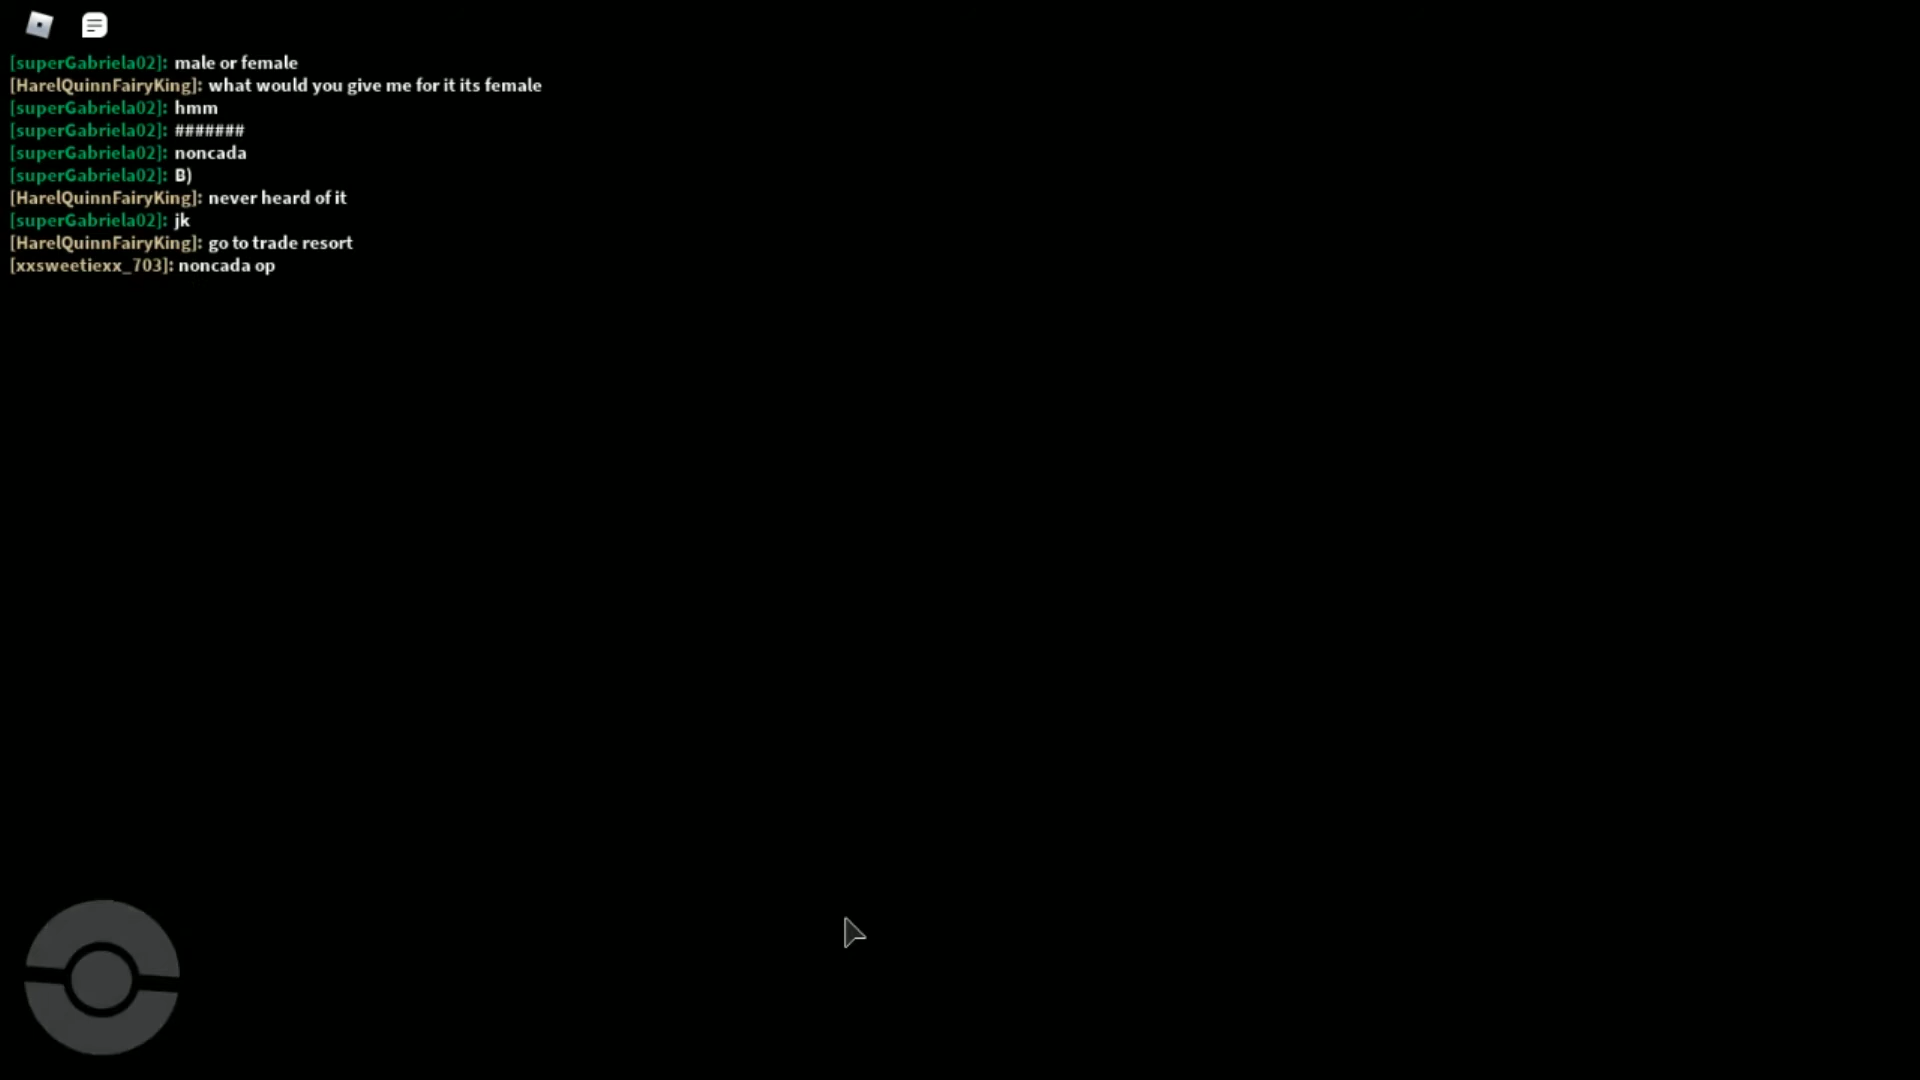 [superGabriela02]: male or female
[HarelQuinnFairyKing]: what would you give me for it its female
[superGabriela02]: hmm
[superGabriela02]: #######
[superGabriela02]: noncada
[superGabriela02]: B)
[HarelQuinnFairyKing]: never heard of it
[superGabriela02]: jk
[HarelQuinnFairyKing]: go to trade resort
[xxsweetiexx_703]: noncada op